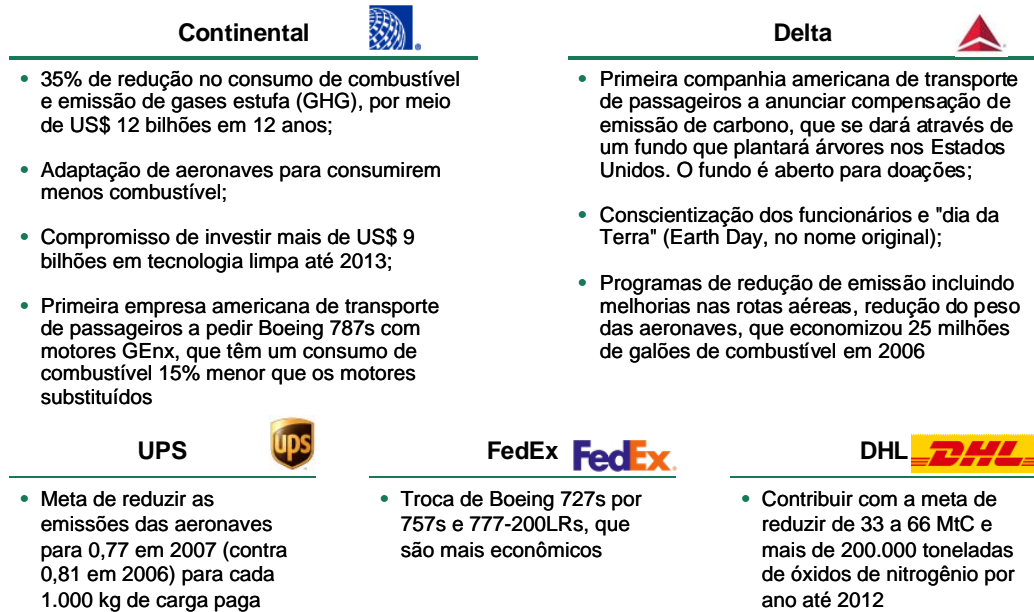 Continental
• 35% de redução no consumo de combustível
e emissão de gases estufa (GHG), por meio
de US$ 12 bilhões em 12 anos;
• Adaptação de aeronaves para consumirem
menos combustível;
• Compromisso de investir mais de US$ 9
bilhões em tecnologia limpa até 2013;
• Primeira empresa americana de transporte
de passageiros a pedir Boeing 787s com
motores GEnx, que têm um consumo de
combustível 15% menor que os motores
substituídos
Delta
• Primeira companhia americana de transporte
de passageiros a anunciar compensação de
emissão de carbono, que se dará através de
um fundo que plantará árvores nos Estados
Unidos. O fundo é aberto para doações;
• Conscientização dos funcionários e "dia da
Terra" (Earth Day, no nome original);
• Programas de redução de emissão incluindo
melhorias nas rotas aéreas, redução do peso
das aeronaves, que economizou 25 milhões
de galões de combustível em 2006
UPS
ups
• Meta de reduzir as
emissões das aeronaves
para 0,77 em 2007 (contra
0,81 em 2006) para cada
1.000 kg de carga paga
FedEx
FedEx
• Troca de Boeing 727s por
757s e 777-200LRs, que
são mais econômicos
DHL
DHL
• Contribuir com a meta de
reduzir de 33 a 66 MtC e
mais de 200.000 toneladas
de óxidos de nitrogênio por
ano até 2012